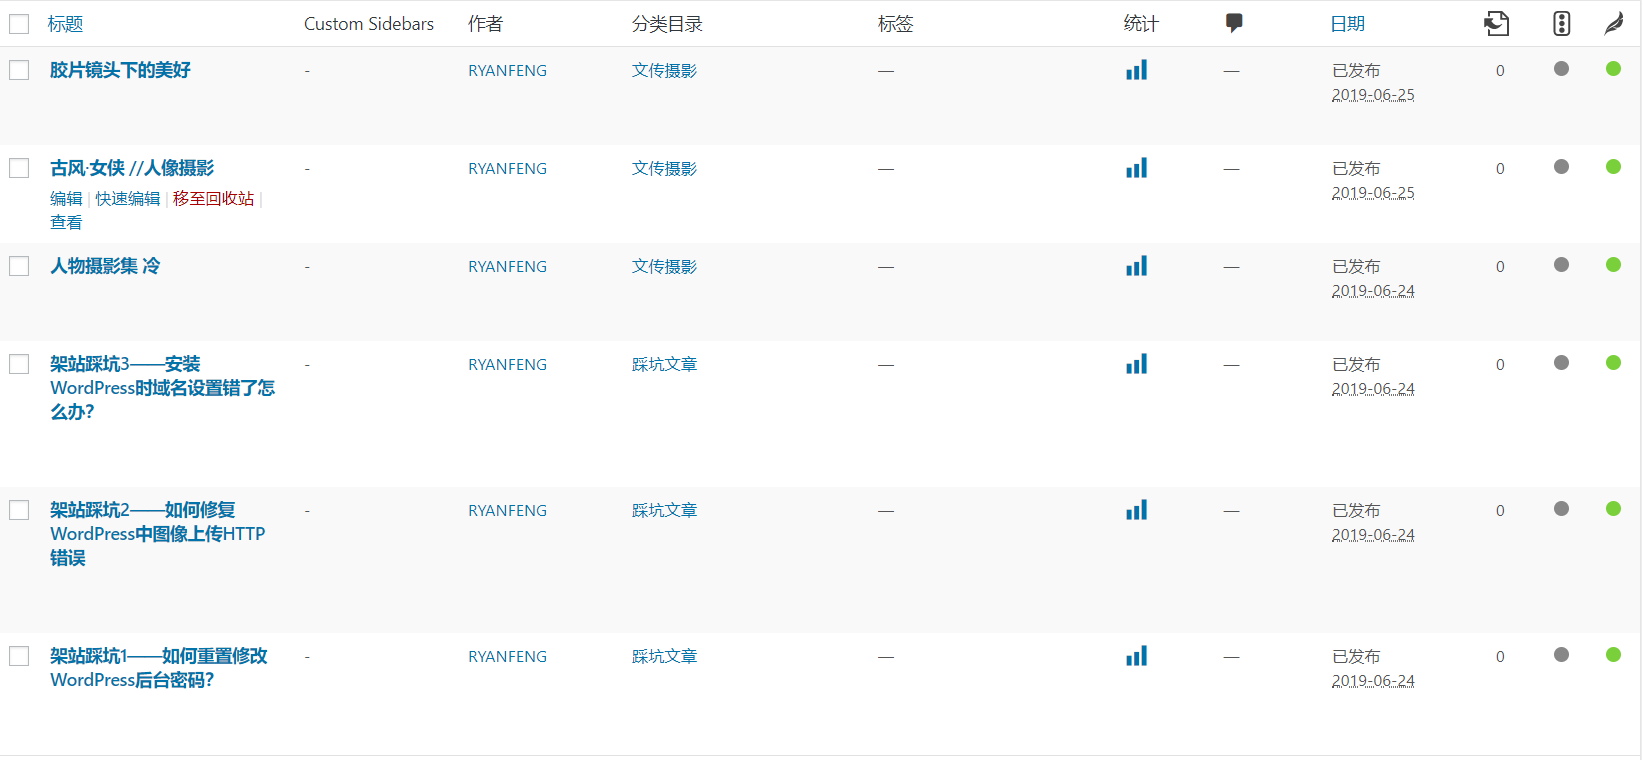 标题 Custom Sidebars 作者 分类目录 标签 统计 日期
胶片镜头下的美好 - RYANFENG 文传摄影 — — 已发布 0
2019-06-25
古风·女侠 //人像摄影 - RYANFENG 文传摄影 — — 已发布 0
2019-06-25
编辑 | 快速编辑 | 移至回收站 |
查看
人物摄影集 冷 - RYANFENG 文传摄影 — — 已发布 0
2019-06-24
架站踩坑3——安装 - RYANFENG 踩坑文章 — — 已发布 0
WordPress时域名设置错了怎 2019-06-24
么办?
架站踩坑2——如何修复 - RYANFENG 踩坑文章 — — 已发布 0
WordPress中图像上传HTTP 2019-06-24
错误
架站踩坑1——如何重置修改 - RYANFENG 踩坑文章 — — 已发布 0
WordPress后台密码? 2019-06-24